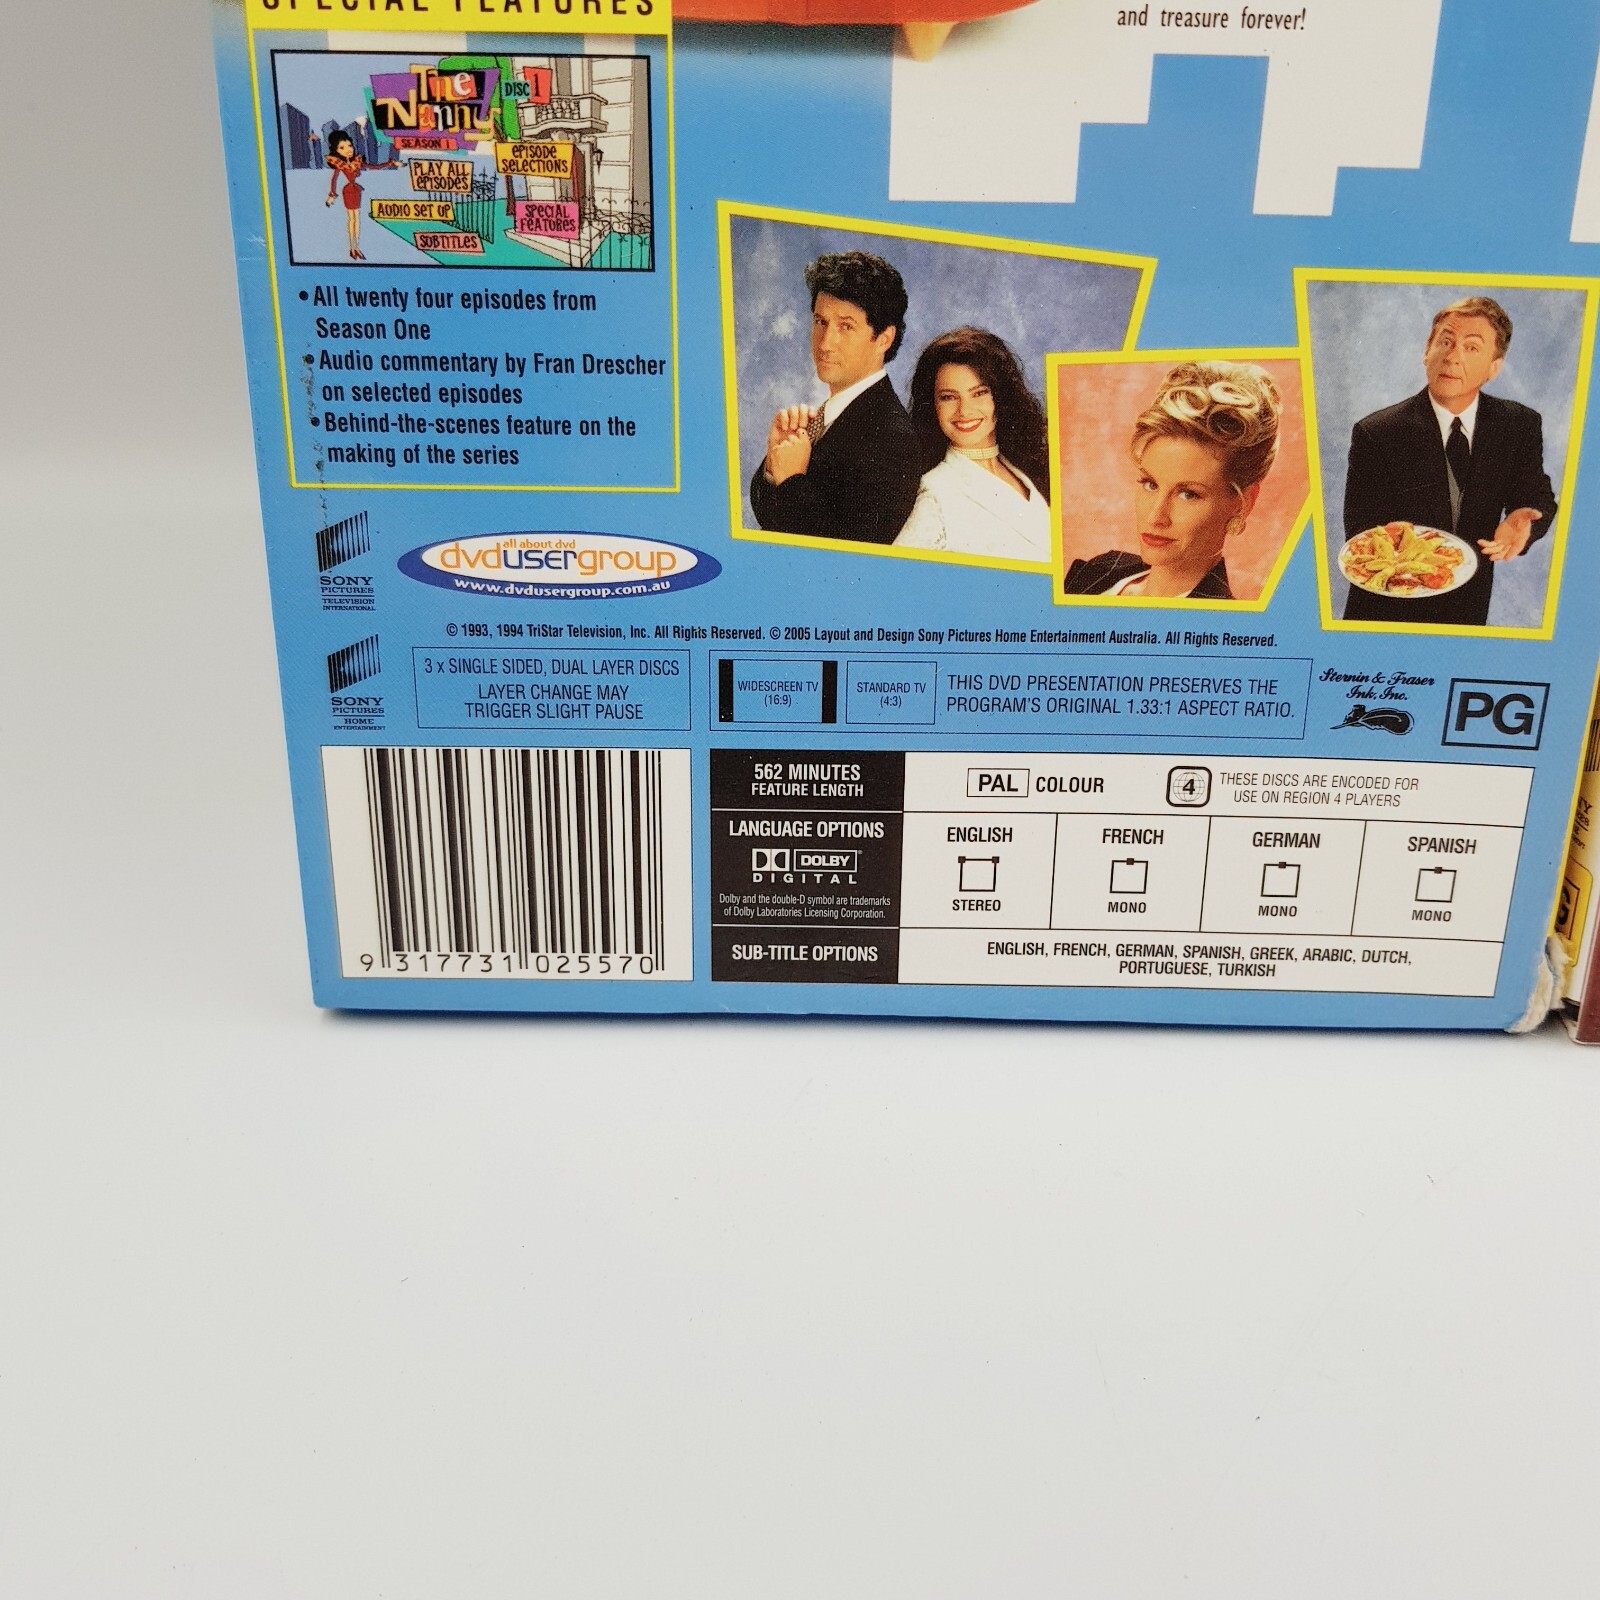 SPECIAL FEATURES
and treasure forever!
The
Nanny
DISC 1
SEASON 1
PLAY ALL
EPISODES
EPISODE
SELECTIONS
AUDIO SET UP
SPECIAL
FEATURES
SUBTITLES
• All twenty four episodes from
Season One
• Audio commentary by Fran Drescher
on selected episodes
• Behind-the-scenes feature on the
making of the series
SONY
PICTURES
TELEVISION
INTERNATIONAL
all about dvd
dvdusergroup
www.dvdusergroup.com.au
© 1993, 1994 TriStar Television, Inc. All Rights Reserved. © 2005 Layout and Design Sony Pictures Home Entertainment Australia. All Rights Reserved.
SONY
PICTURES
HOME
ENTERTAINMENT
3 x SINGLE SIDED, DUAL LAYER DISCS
LAYER CHANGE MAY
TRIGGER SLIGHT PAUSE
WIDESCREEN TV
(16:9)
STANDARD TV
(4:3)
THIS DVD PRESENTATION PRESERVES THE
PROGRAM'S ORIGINAL 1.33:1 ASPECT RATIO.
Sternin & Fraser
Ink, Inc.
PG
9 317731 025570
562 MINUTES
FEATURE LENGTH
PAL COLOUR
4
THESE DISCS ARE ENCODED FOR
USE ON REGION 4 PLAYERS
LANGUAGE OPTIONS
DOLBY
DIGITAL
Dolby and the double-D symbol are trademarks
of Dolby Laboratories Licensing Corporation.
ENGLISH
STEREO
FRENCH
MONO
GERMAN
MONO
SPANISH
MONO
SUB-TITLE OPTIONS
ENGLISH, FRENCH, GERMAN, SPANISH, GREEK, ARABIC, DUTCH,
PORTUGUESE, TURKISH